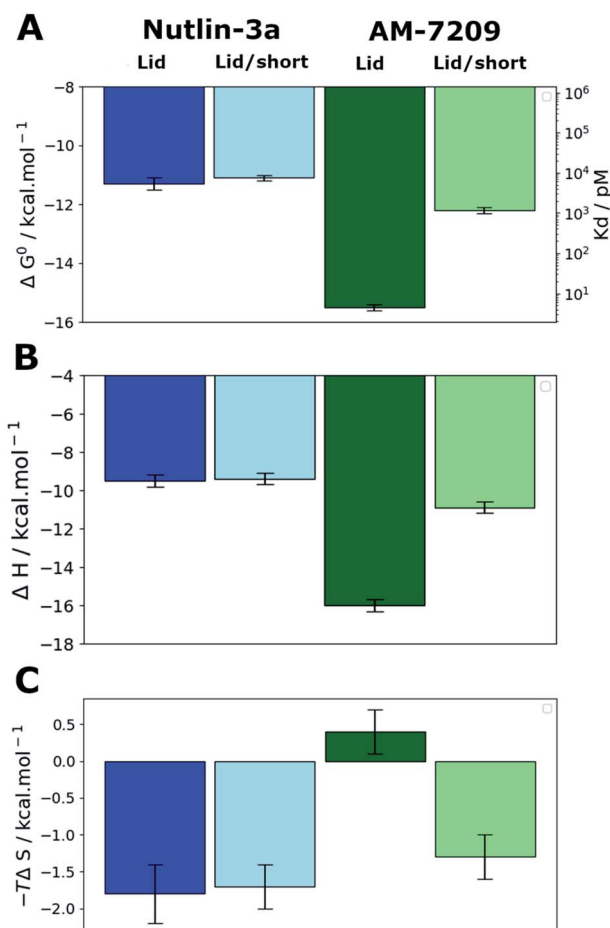 A
Nutlin-3a AM-7209
Lid Lid/short Lid Lid/short
−8
−10
−12
−14
−16
Δ G⁰ / kcal.mol⁻¹
10⁶
10⁵
10⁴
10³
10²
10¹
Kd / pM
B
−4
−6
−8
−10
−12
−14
−16
−18
Δ H / kcal.mol⁻¹
C
0.5
0.0
−0.5
−1.0
−1.5
−2.0
−TΔ S / kcal.mol⁻¹